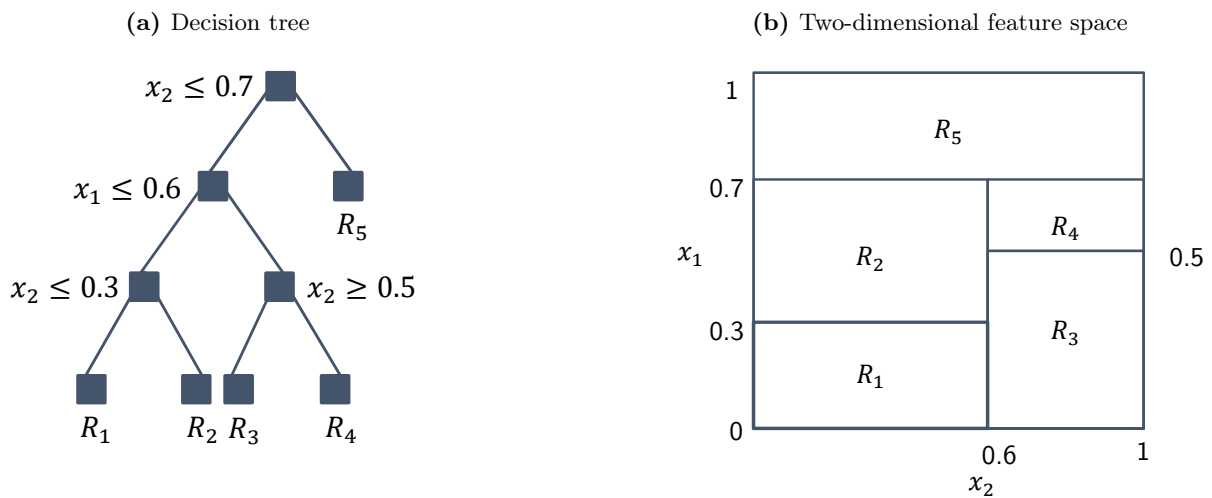 (a) Decision tree
x₂ ≤ 0.7
x₁ ≤ 0.6
R₅
x₂ ≤ 0.3
x₂ ≥ 0.5
R₁
R₂
R₃
R₄
(b) Two-dimensional feature space
1
R₅
0.7
x₁
R₂
R₄
0.5
0.3
R₃
R₁
0
0.6
1
x₂